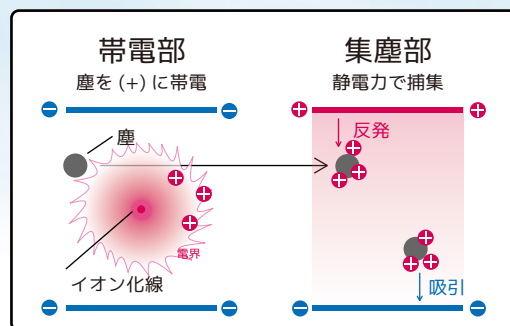 帯電部
塵を(+)に帯電
塵
電界
イオン化線
集塵部
静電力で捕集
反発
吸引